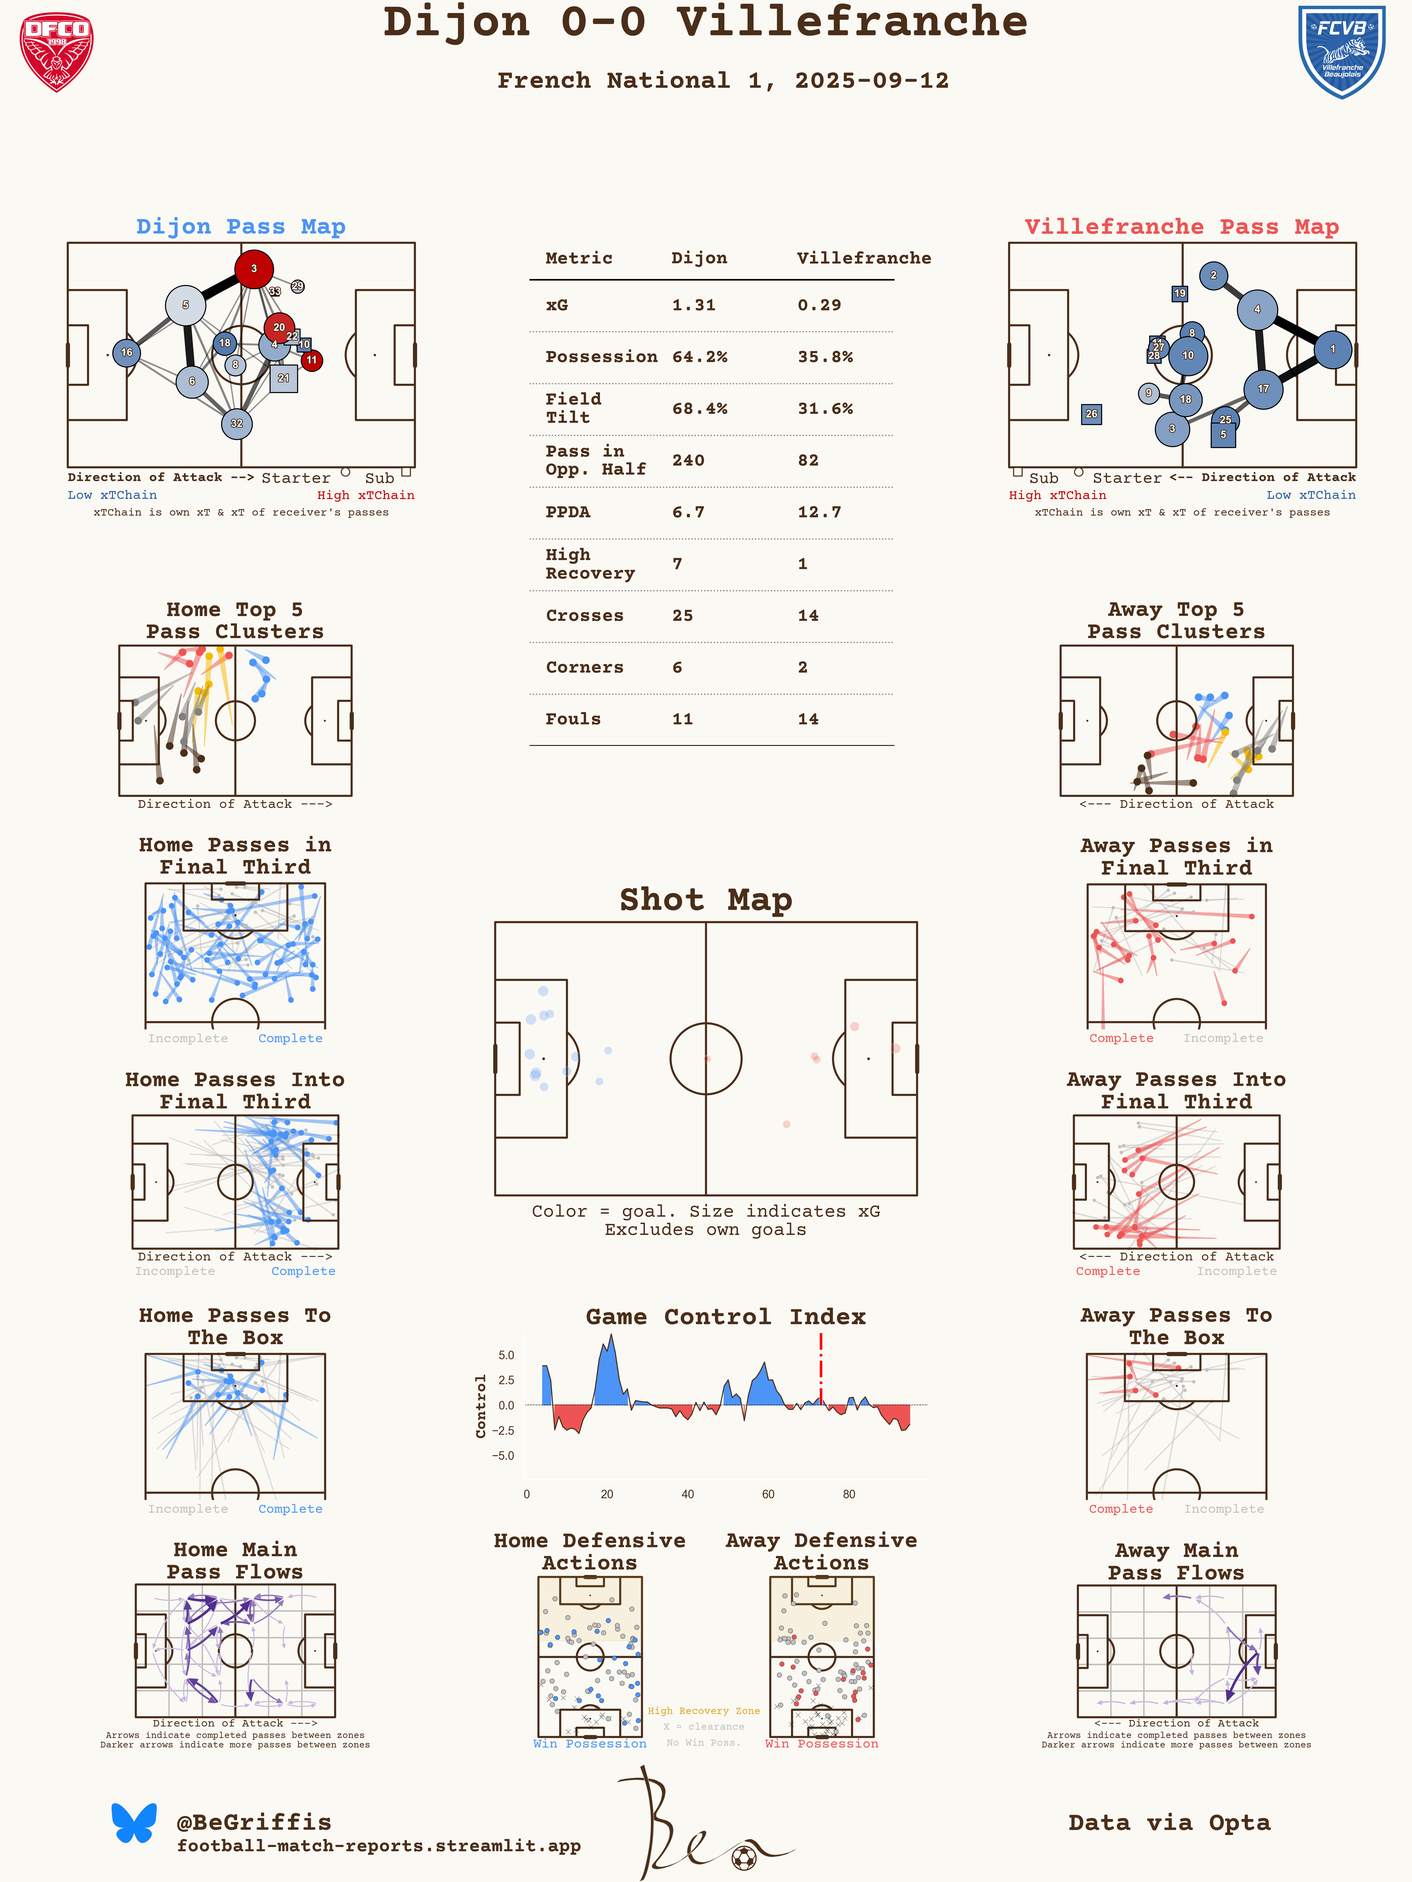 Dijon 0-0 Villefranche
French National 1, 2025-09-12
DFCO
1998
FCVB
Villefranche
Beaujolais
Dijon Pass Map
3
29
33
5
20
22
18
4
10
16
8
11
6
21
32
Direction of Attack --> Starter Sub
Low xTChain High xTChain
xTChain is own xT & xT of receiver's passes
Metric Dijon Villefranche
xG 1.31 0.29
Possession 64.2% 35.8%
Field
Tilt 68.4% 31.6%
Pass in
Opp. Half 240 82
PPDA 6.7 12.7
High
Recovery 7 1
Crosses 25 14
Corners 6 2
Fouls 11 14
Villefranche Pass Map
2
19
4
8
11
27
28
10
1
9
17
18
26
25
3
5
Sub Starter <-- Direction of Attack
High xTChain Low xTChain
xTChain is own xT & xT of receiver's passes
Home Top 5
Pass Clusters
Direction of Attack --->
Away Top 5
Pass Clusters
<--- Direction of Attack
Home Passes in
Final Third
Incomplete Complete
Shot Map
Color = goal. Size indicates xG
Excludes own goals
Away Passes in
Final Third
Complete Incomplete
Home Passes Into
Final Third
Direction of Attack --->
Incomplete Complete
Away Passes Into
Final Third
<--- Direction of Attack
Complete Incomplete
Home Passes To
The Box
Incomplete Complete
Game Control Index
Control
5.0
2.5
0.0
−2.5
−5.0
0 20 40 60 80
Away Passes To
The Box
Complete Incomplete
Home Main
Pass Flows
Direction of Attack --->
Arrows indicate completed passes between zones
Darker arrows indicate more passes between zones
Home Defensive
Actions
Win Possession
High Recovery Zone
X = clearance
No Win Poss.
Away Defensive
Actions
Win Possession
Away Main
Pass Flows
<--- Direction of Attack
Arrows indicate completed passes between zones
Darker arrows indicate more passes between zones
@BeGriffis
football-match-reports.streamlit.app
Ben
Data via Opta